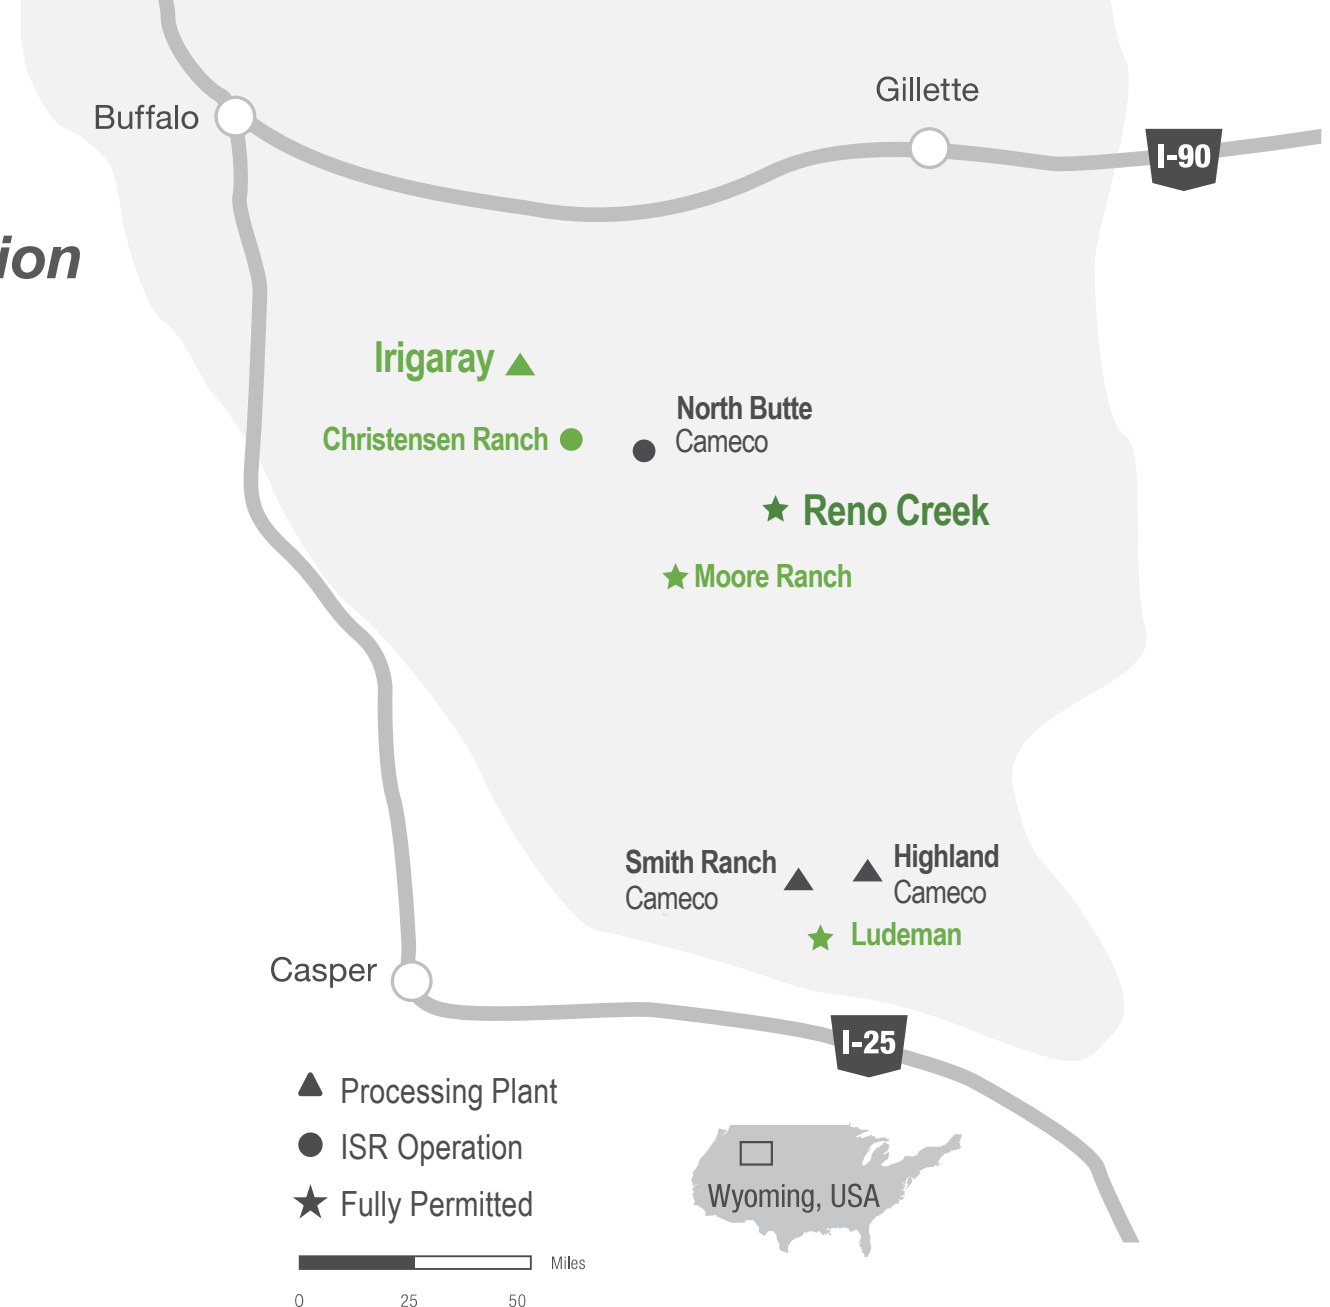 Gillette
Buffalo
I-90
ion
Irigaray
North Butte
Christensen Ranch
Cameco
Reno Creek
Moore Ranch
Smith Ranch
Cameco
Highland
Cameco
Ludeman
Casper
I-25
Processing Plant
ISR Operation
Fully Permitted
Wyoming, USA
Miles
0 25 50